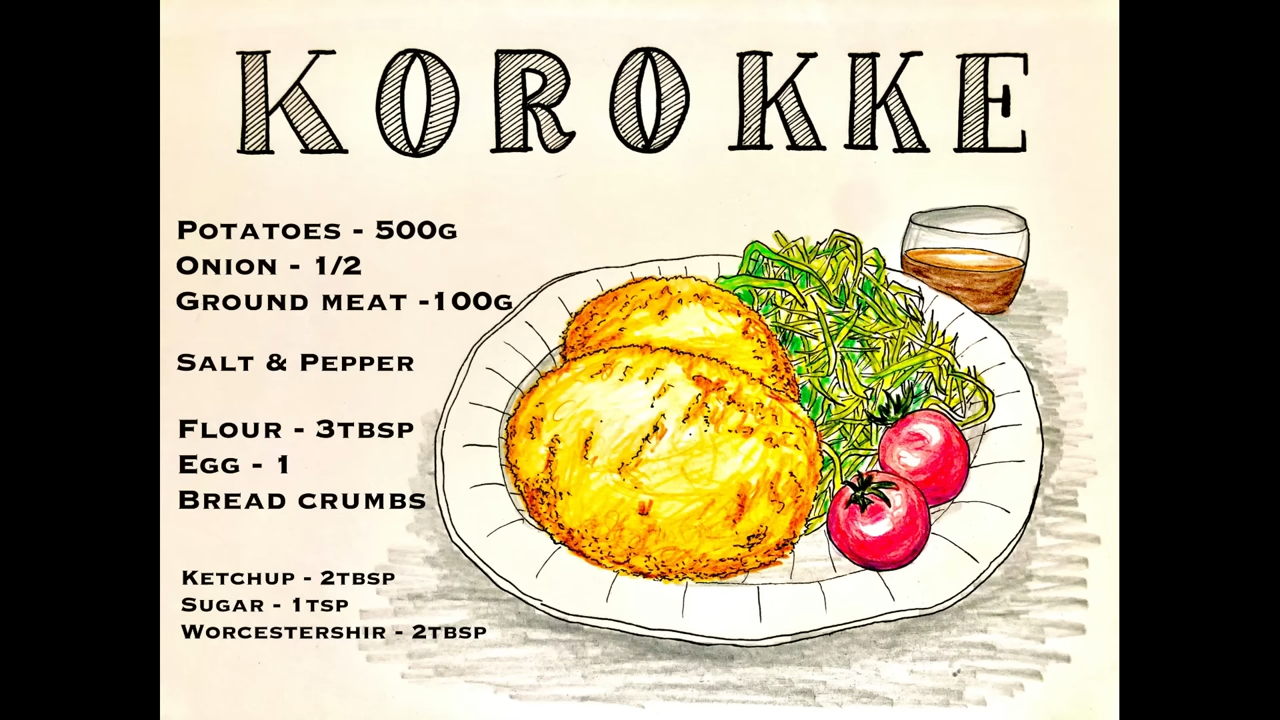 KOROKKE
POTATOES - 500G
ONION - 1/2
GROUND MEAT -100G
SALT & PEPPER
FLOUR - 3TBSP
EGG - 1
BREAD CRUMBS
KETCHUP - 2TBSP
SUGAR - 1TSP
WORCESTERSHIR - 2TBSP